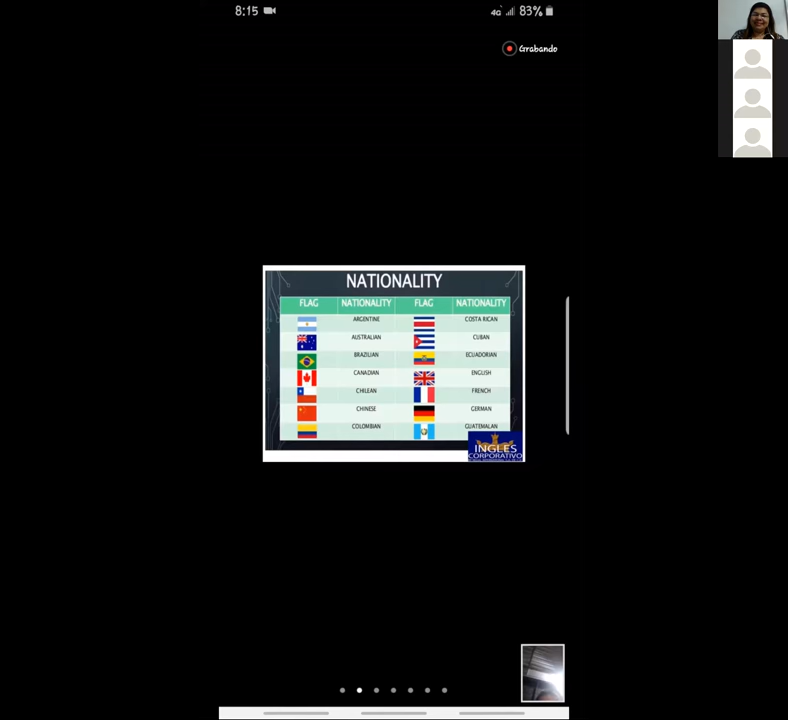 8:15
4G 83%
Grabando
NATIONALITY
FLAG NATIONALITY FLAG NATIONALITY
ARGENTINE COSTA RICAN
AUSTRALIAN CUBAN
BRAZILIAN ECUADORIAN
CANADIAN ENGLISH
CHILEAN FRENCH
CHINESE GERMAN
COLOMBIAN GUATEMALAN
INGLES
CORPORATIVO